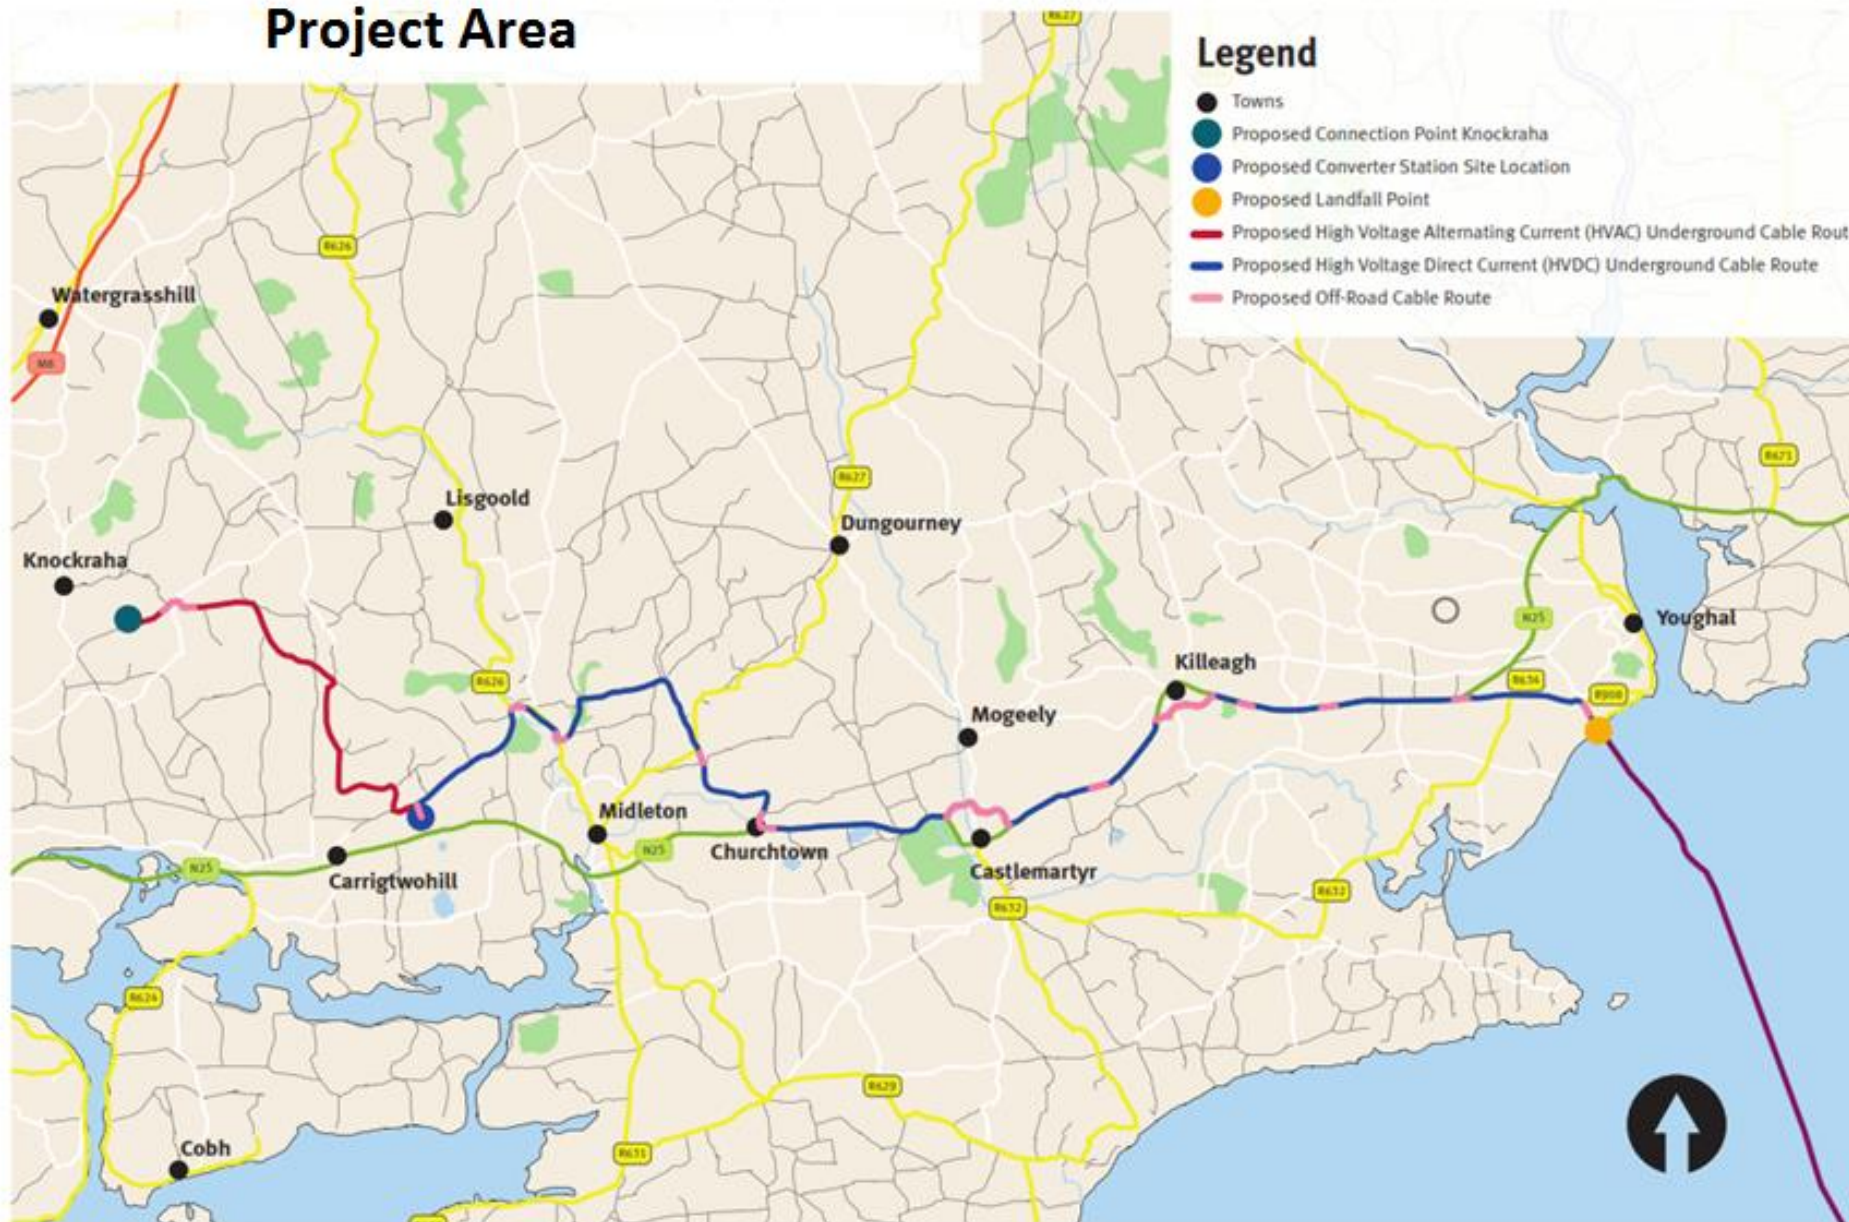 Project Area
Legend
Towns
Proposed Connection Point Knockraha
Proposed Converter Station Site Location
Proposed Landfall Point
Proposed High Voltage Alternating Current (HVAC) Underground Cable Rout
Proposed High Voltage Direct Current (HVDC) Underground Cable Route
Proposed Off-Road Cable Route
R627
R626
Watergrasshill
M8
R671
R627
Lisgoold
Dungourney
Knockraha
N25
Youghal
Killeagh
R626
R634
R908
Mogeely
Midleton
N25
Churchtown
N25
Carrigtwohill
Castlemartyr
R632
R632
R624
R629
Cobh
R631